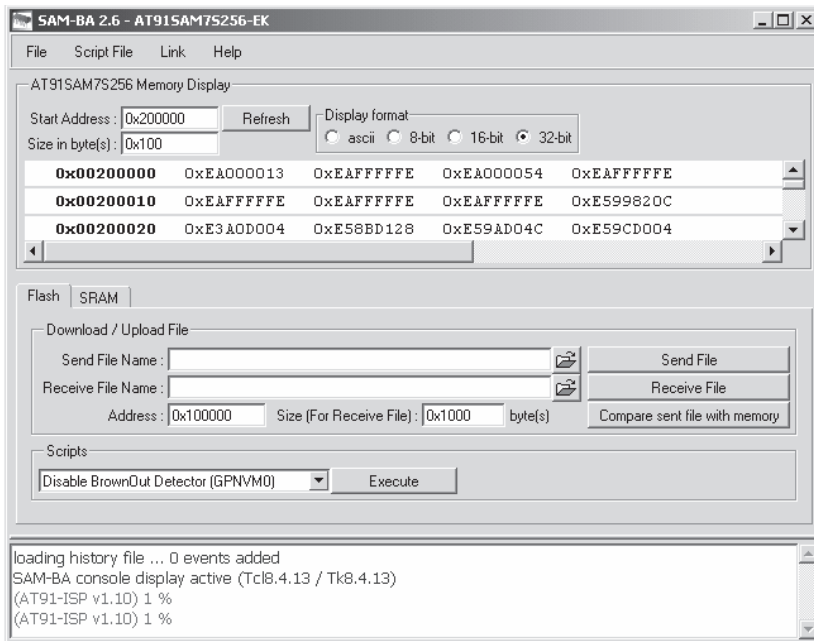 SAM-BA 2.6 - AT91SAM7S256-EK
File Script File Link Help
AT91SAM7S256 Memory Display
Start Address : 0x200000 Refresh
Size in byte(s) : 0x100
Display format
ascii 8-bit 16-bit 32-bit
0x00200000 0xEA000013 0xEAFFFFFE 0xEA000054 0xEAFFFFFE
0x00200010 0xEAFFFFFE 0xEAFFFFFE 0xEAFFFFFE 0xE599820C
0x00200020 0xE3A0D004 0xE58BD128 0xE59AD04C 0xE59CD004
Flash SRAM
Download / Upload File
Send File Name : Send File
Receive File Name : Receive File
Address : 0x100000 Size (For Receive File) : 0x1000 byte(s) Compare sent file with memory
Scripts
Disable BrownOut Detector (GPNVM0) Execute
loading history file ... 0 events added
SAM-BA console display active (Tcl8.4.13 / Tk8.4.13)
(AT91-ISP v1.10) 1 %
(AT91-ISP v1.10) 1 %